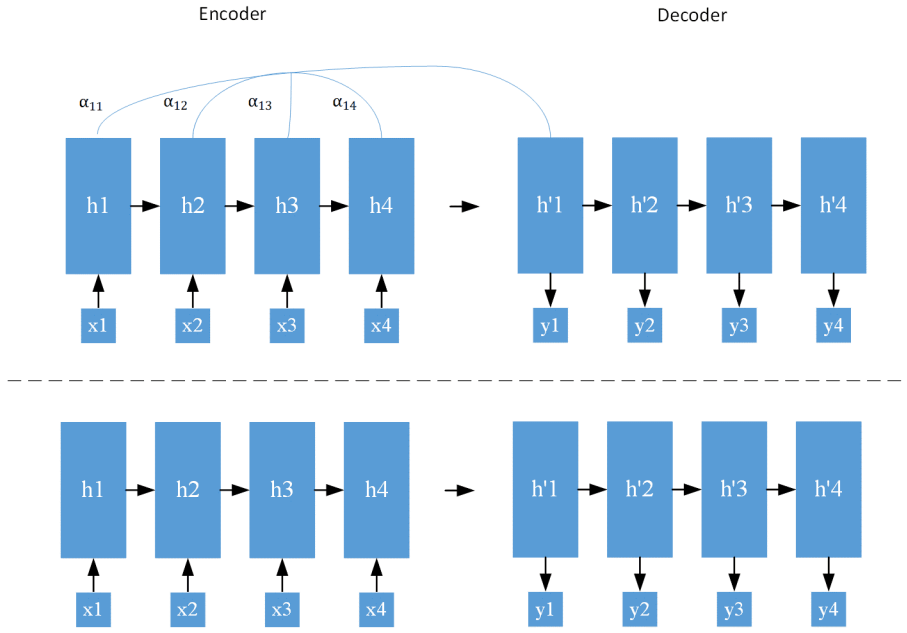 Encoder Decoder
α11 α12 α13 α14
h1 h2 h3 h4 h'1 h'2 h'3 h'4
x1 x2 x3 x4 y1 y2 y3 y4
h1 h2 h3 h4 h'1 h'2 h'3 h'4
x1 x2 x3 x4 y1 y2 y3 y4